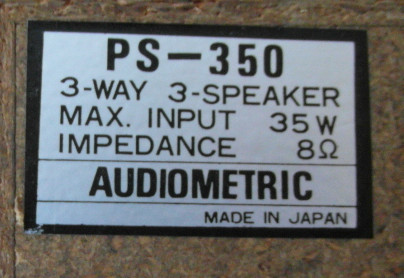 PS-350
3-WAY 3-SPEAKER
MAX. INPUT 35W
IMPEDANCE 8Ω
AUDIOMETRIC
MADE IN JAPAN